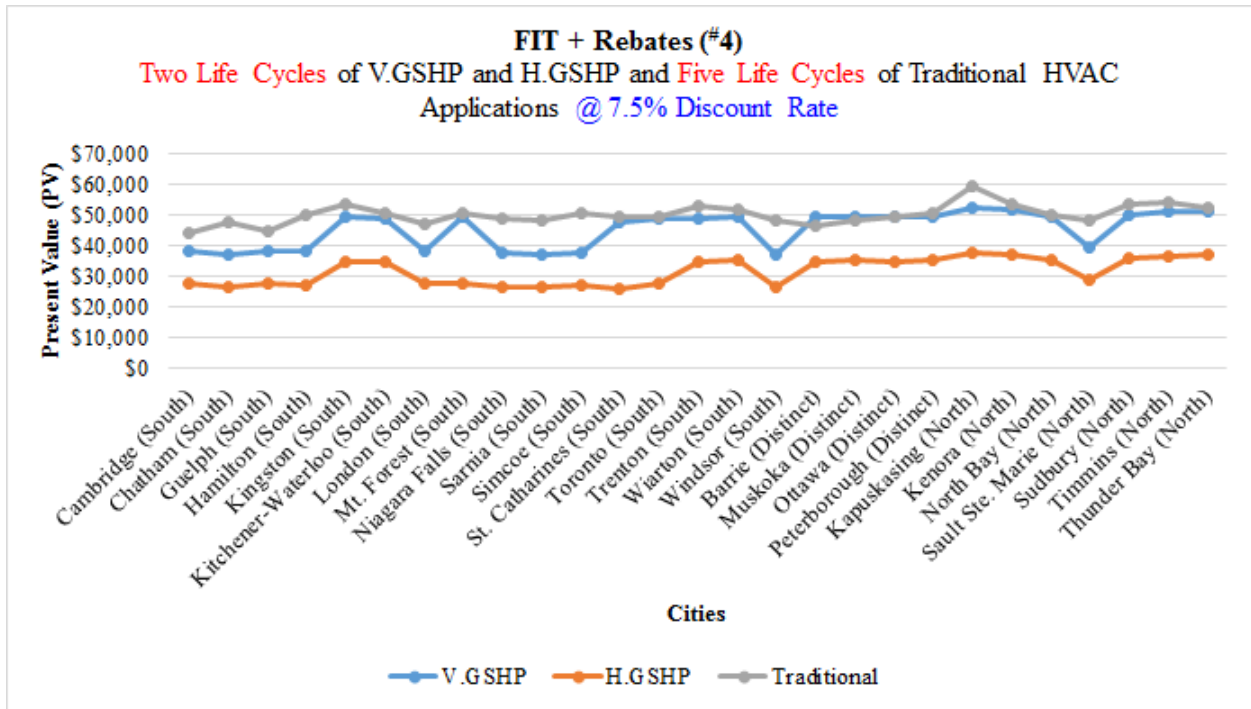 FIT + Rebates (#4)
Two Life Cycles of V.GSHP and H.GSHP and Five Life Cycles of Traditional HVAC
Applications @ 7.5% Discount Rate
Present Value (PV)
$70,000
$60,000
$50,000
$40,000
$30,000
$20,000
$10,000
$0
Cambridge (South)
Chatham (South)
Guelph (South)
Hamilton (South)
Kingston (South)
Kitchener-Waterloo (South)
London (South)
Mt. Forest (South)
Niagara Falls (South)
Sarnia (South)
Simcoe (South)
St. Catharines (South)
Toronto (South)
Trenton (South)
Wiarton (South)
Windsor (South)
Barrie (Distinct)
Muskoka (Distinct)
Ottawa (Distinct)
Peterborough (Distinct)
Kapuskasing (North)
Kenora (North)
North Bay (North)
Sault Ste. Marie (North)
Sudbury (North)
Timmins (North)
Thunder Bay (North)
Cities
V.GSHP
H.GSHP
Traditional